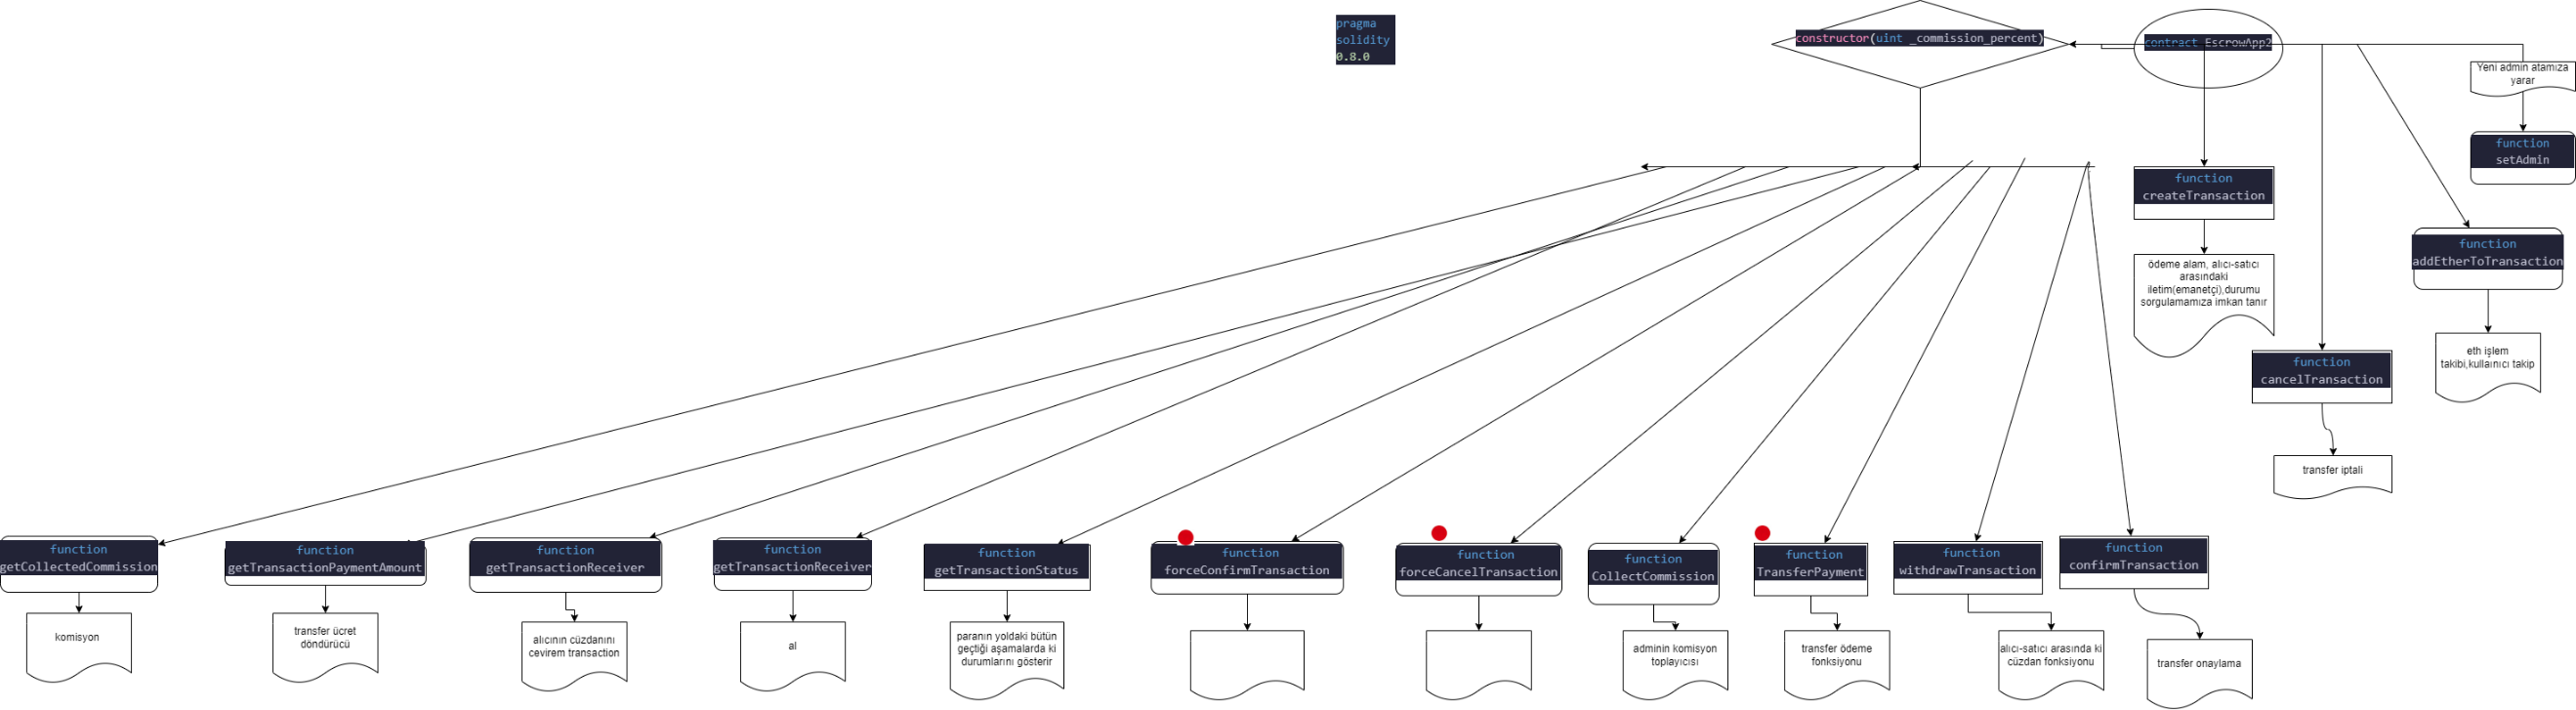 pragma
solidity
0.8.0
constructor(uint _commission_percent)
contract EscrowApp2
Yeni admin atamıza
yarar
function
setAdmin
function
createTransaction
ödeme alam, alıcı-satıcı
arasındaki
iletim(emanetçi),durumu
sorgulamamıza imkan tanır
function
addEtherToTransaction
eth işlem
takibi,kullaınıcı takip
function
cancelTransaction
transfer iptali
function
getCollectedCommission
komisyon
function
getTransactionPaymentAmount
transfer ücret
döndürücü
function
getTransactionReceiver
alıcının cüzdanını
cevirem transaction
function
getTransactionReceiver
al
function
getTransactionStatus
paranın yoldaki bütün
geçtiği aşamalarda ki
durumlarını gösterir
function
forceConfirmTransaction
function
forceCancelTransaction
function
CollectCommission
adminin komisyon
toplayıcısı
function
TransferPayment
transfer ödeme
fonksiyonu
function
withdrawTransaction
alıcı-satıcı arasında ki
cüzdan fonksiyonu
function
confirmTransaction
transfer onaylama